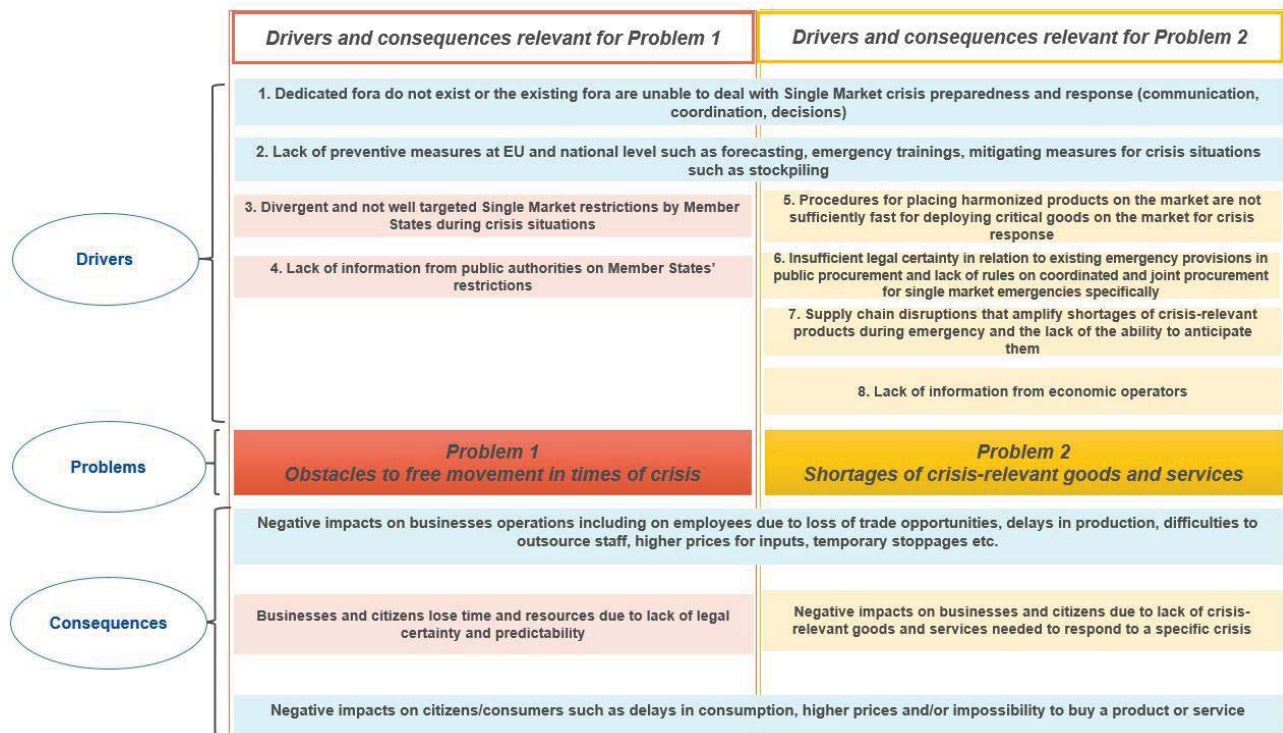 Drivers and consequences relevant for Problem 1
Drivers and consequences relevant for Problem 2
1. Dedicated fora do not exist or the existing fora are unable to deal with Single Market crisis preparedness and response (communication,
coordination, decisions)
2. Lack of preventive measures at EU and national level such as forecasting, emergency trainings, mitigating measures for crisis situations
such as stockpiling
Drivers
3. Divergent and not well targeted Single Market restrictions by Member
States during crisis situations
4. Lack of information from public authorities on Member States'
restrictions
5. Procedures for placing harmonized products on the market are not
sufficiently fast for deploying critical goods on the market for crisis
response
6. Insufficient legal certainty in relation to existing emergency provisions in
public procurement and lack of rules on coordinated and joint procurement
for single market emergencies specifically
7. Supply chain disruptions that amplify shortages of crisis-relevant
products during emergency and the lack of the ability to anticipate
them
8. Lack of information from economic operators
Problems
Problem 1
Obstacles to free movement in times of crisis
Problem 2
Shortages of crisis-relevant goods and services
Negative impacts on businesses operations including on employees due to loss of trade opportunities, delays in production, difficulties to
outsource staff, higher prices for inputs, temporary stoppages etc.
Consequences
Businesses and citizens lose time and resources due to lack of legal
certainty and predictability
Negative impacts on businesses and citizens due to lack of crisis-
relevant goods and services needed to respond to a specific crisis
Negative impacts on citizens/consumers such as delays in consumption, higher prices and/or impossibility to buy a product or service